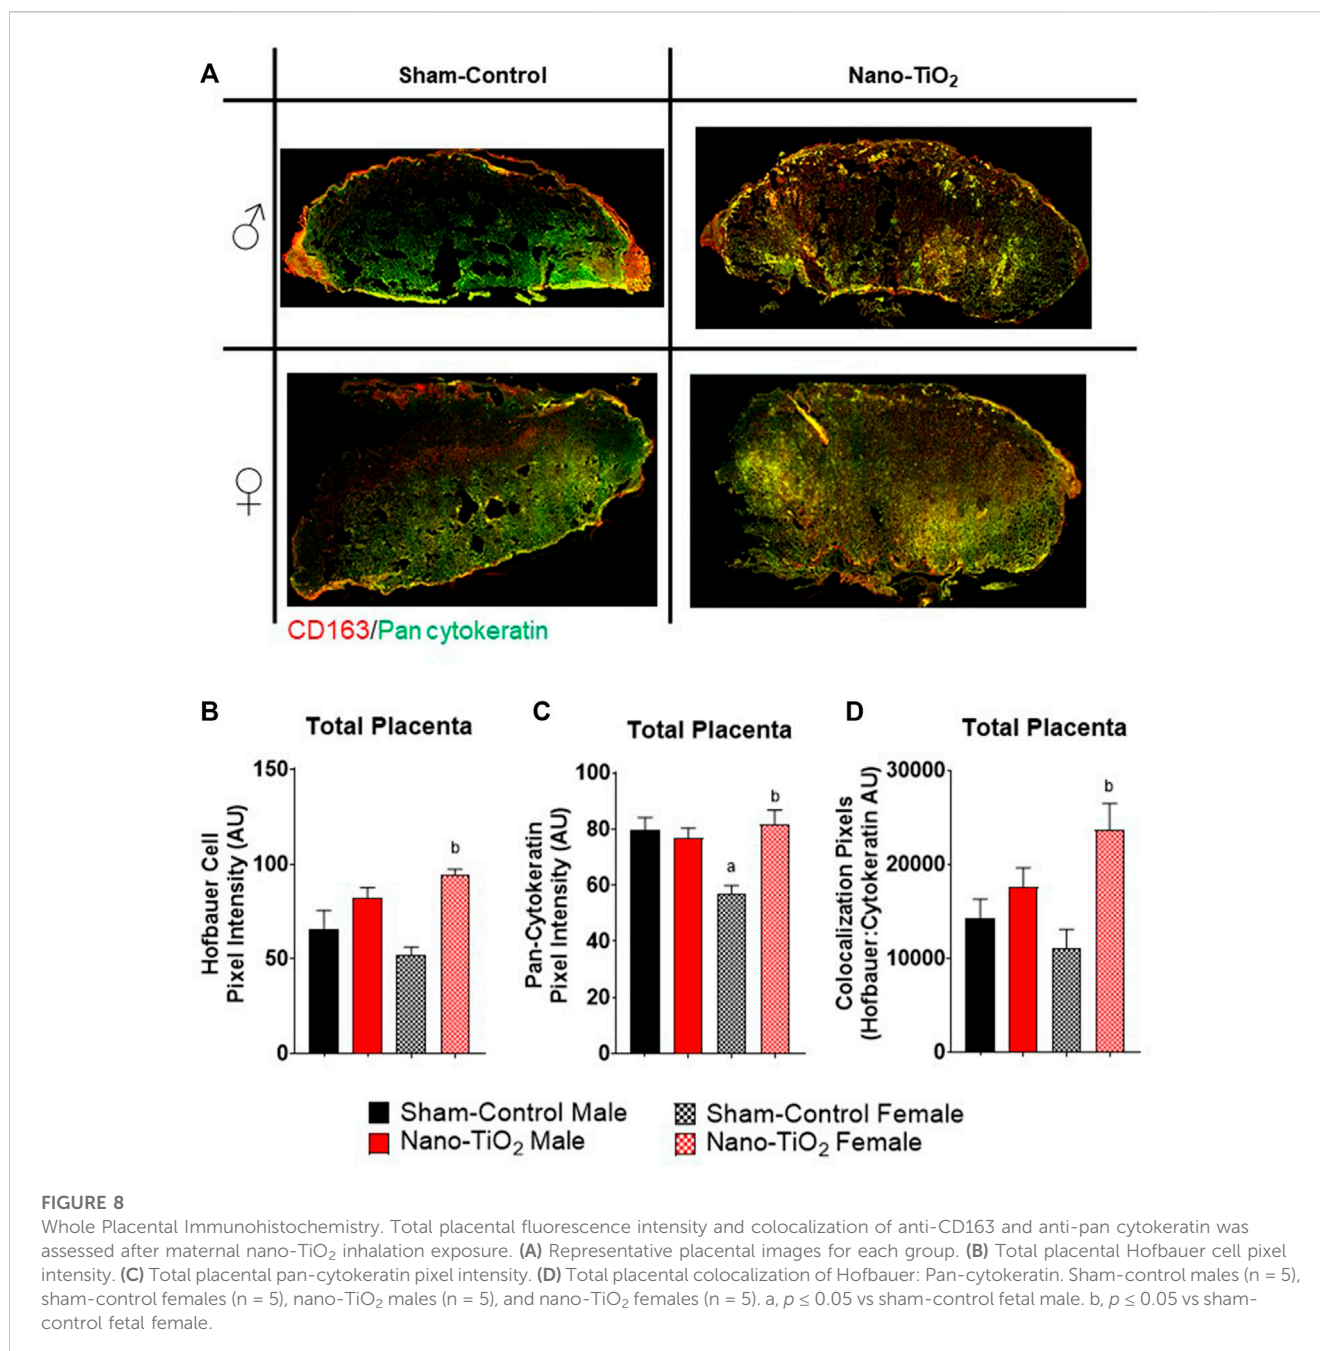 A
Sham-Control
Nano-TiO₂
♂
♀
CD163/Pan cytokeratin
B
Total Placenta
Hofbauer Cell
Pixel Intensity (AU)
150
100
50
0
b
C
Total Placenta
Pan-Cytokeratin
Pixel Intensity (AU)
100
80
60
40
20
0
a
b
D
Total Placenta
Colocalization Pixels
(Hofbauer:Cytokeratin AU)
30000
20000
10000
0
b
Sham-Control Male
Nano-TiO₂ Male
Sham-Control Female
Nano-TiO₂ Female
FIGURE 8
Whole Placental Immunohistochemistry. Total placental fluorescence intensity and colocalization of anti-CD163 and anti-pan cytokeratin was
assessed after maternal nano-TiO₂ inhalation exposure. (A) Representative placental images for each group. (B) Total placental Hofbauer cell pixel
intensity. (C) Total placental pan-cytokeratin pixel intensity. (D) Total placental colocalization of Hofbauer: Pan-cytokeratin. Sham-control males (n = 5),
sham-control females (n = 5), nano-TiO₂ males (n = 5), and nano-TiO₂ females (n = 5). a, p ≤ 0.05 vs sham-control fetal male. b, p ≤ 0.05 vs sham-
control fetal female.